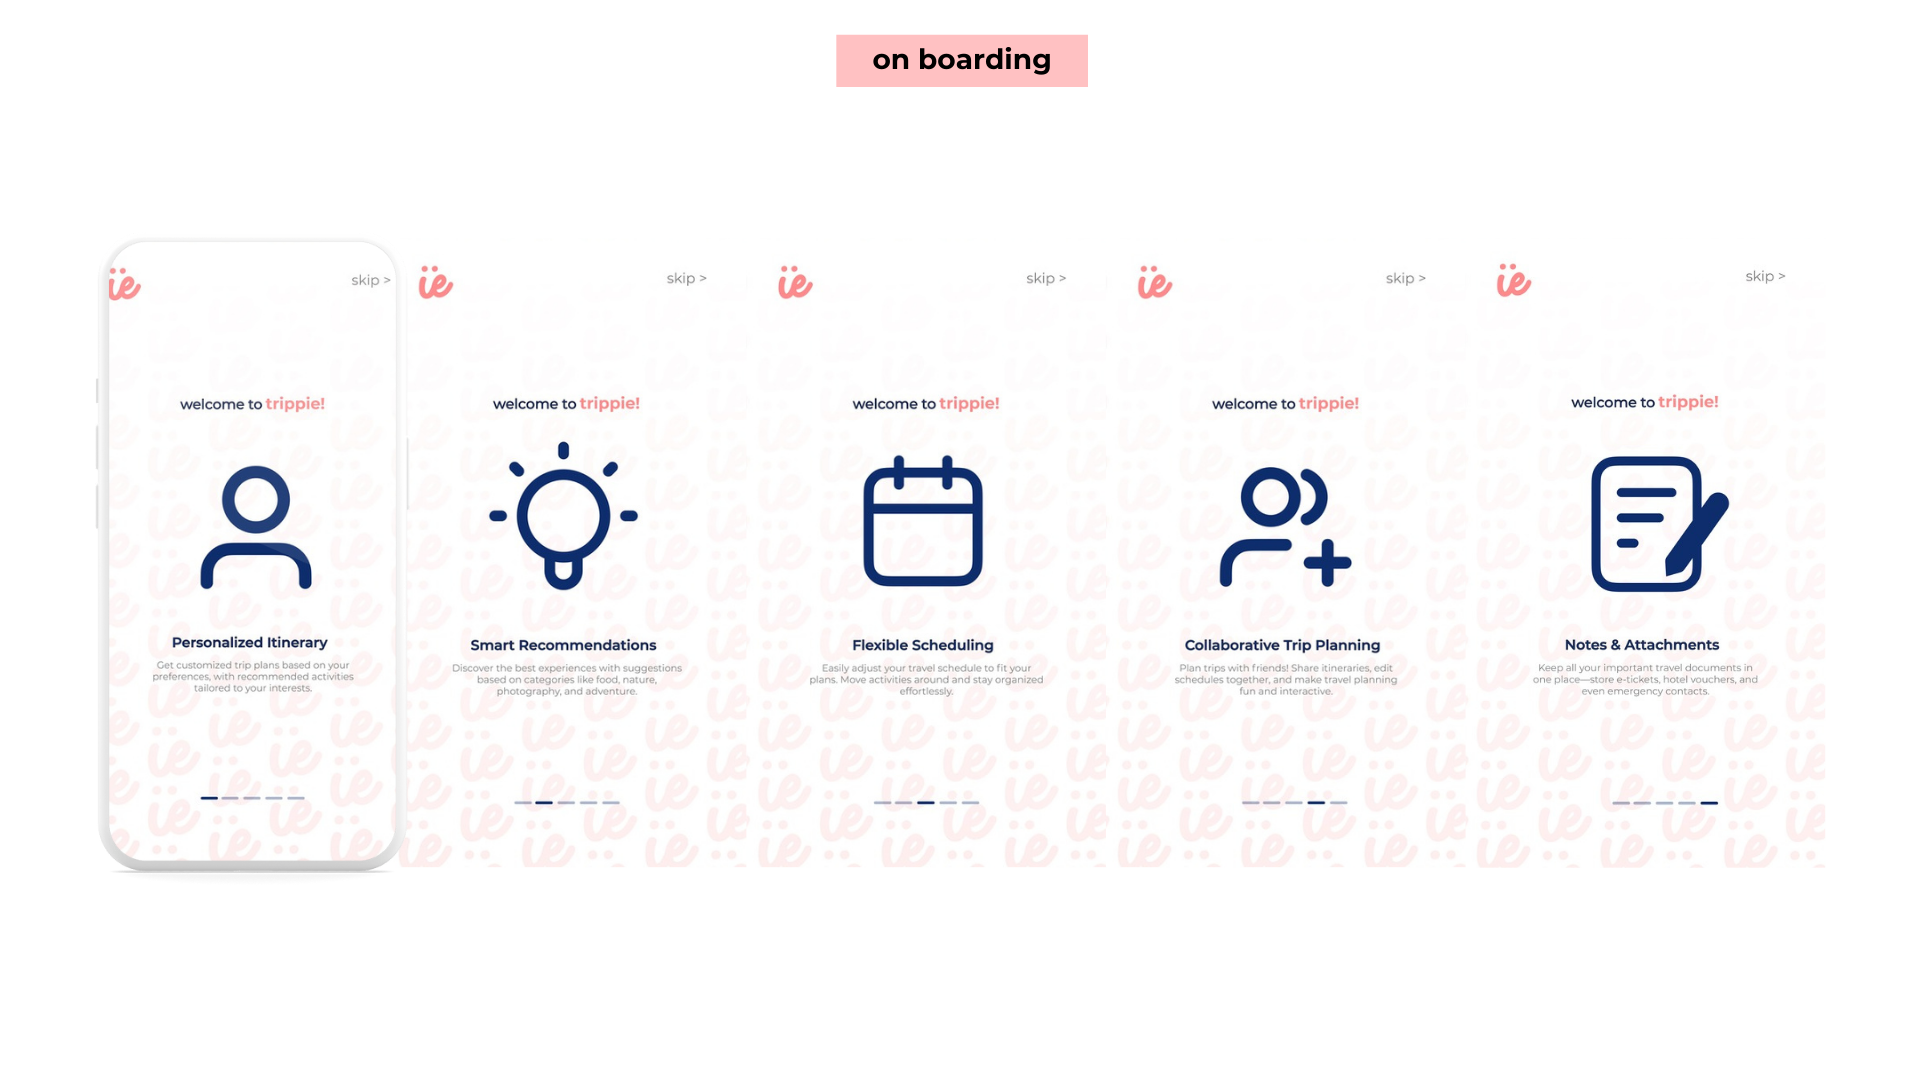 on boarding
ïe
skip >
welcome to trippie!
Personalized Itinerary
Get customized trip plans based on your
preferences, with recommended activities
tailored to your interests.
ïe
skip >
welcome to trippie!
Smart Recommendations
Discover the best experiences with suggestions
based on categories like food, nature,
photography, and adventure.
ïe
skip >
welcome to trippie!
Flexible Scheduling
Easily adjust your travel schedule to fit your
plans. Move activities around and stay organized
effortlessly.
ïe
skip >
welcome to trippie!
Collaborative Trip Planning
Plan trips with friends! Share itineraries, edit
schedules together, and make travel planning
fun and interactive.
ïe
skip >
welcome to trippie!
Notes & Attachments
Keep all your important travel documents in
one place—store e-tickets, hotel vouchers, and
even emergency contacts.